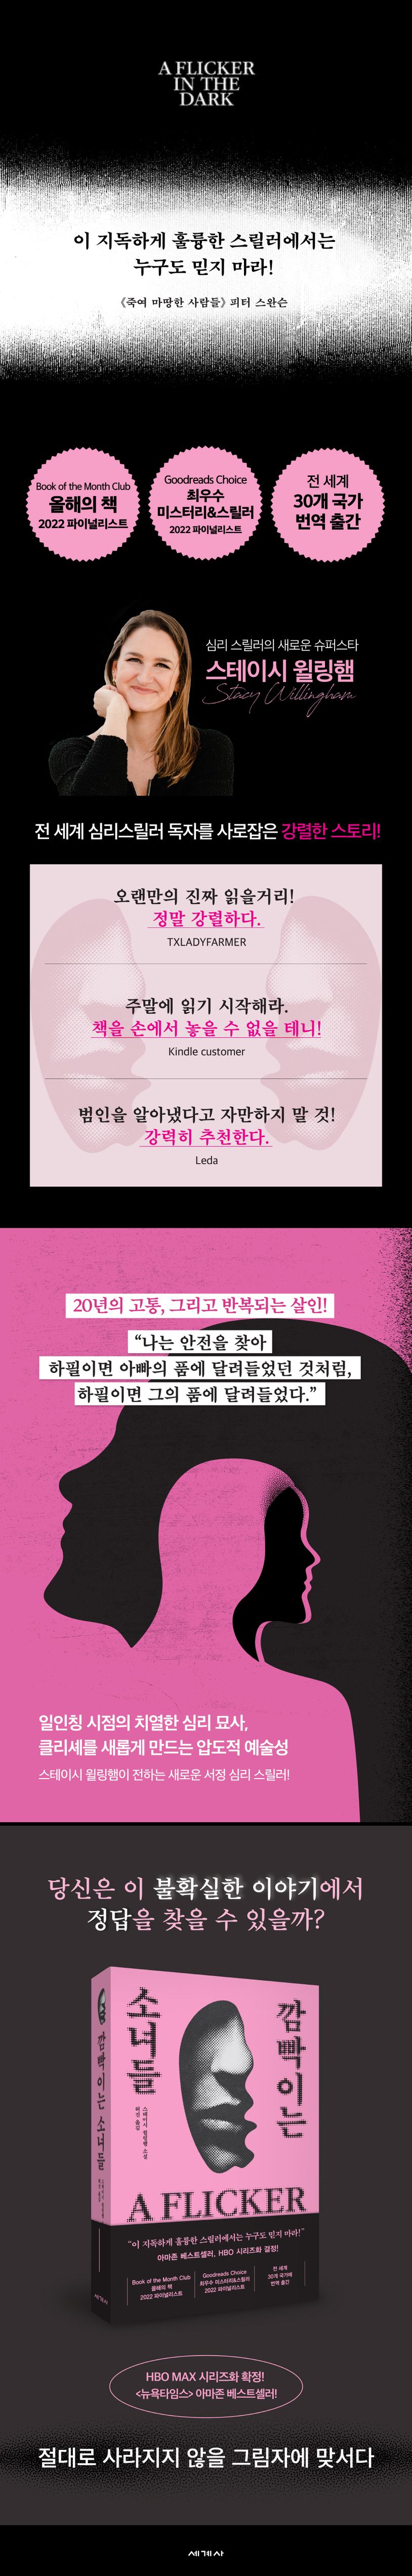 A FLICKER
IN THE
DARK
이 지독하게 훌륭한 스릴러에서는
누구도 믿지 마라!
《죽여 마땅한 사람들》 피터 스완슨
Book of the Month Club
올해의 책
2022 파이널리스트
Goodreads Choice
최우수
미스터리&스릴러
2022 파이널리스트
전 세계
30개 국가
번역 출간
심리 스릴러의 새로운 슈퍼스타
스테이시 윌링햄
Stacy Willingham
전 세계 심리스릴러 독자를 사로잡은 강렬한 스토리!
오랜만의 진짜 읽을거리!
정말 강렬하다.
TXLADYFARMER
주말에 읽기 시작해라.
책을 손에서 놓을 수 없을 테니!
Kindle customer
범인을 알아냈다고 자만하지 말 것!
강력히 추천한다.
Leda
20년의 고통, 그리고 반복되는 살인!
“나는 안전을 찾아
하필이면 아빠의 품에 달려들었던 것처럼,
하필이면 그의 품에 달려들었다.”
일인칭 시점의 치열한 심리 묘사,
클리셰를 새롭게 만드는 압도적 예술성
스테이시 윌링햄이 전하는 새로운 서정 심리 스릴러!
당신은 이 불확실한 이야기에서
정답을 찾을 수 있을까?
깜빡이는
소녀들
스테이시 윌링햄 소설
허진 옮김
깜빡이는 소녀들
세계사
A FLICKER
“이 지독하게 훌륭한 스릴러에서는 누구도 믿지 마라!”
아마존 베스트셀러, HBO 시리즈화 결정!
Book of the Month Club
올해의 책
2022 파이널리스트
Goodreads Choice
최우수 미스터리&스릴러
2022 파이널리스트
전 세계
30개 국가에
번역 출간
HBO MAX 시리즈화 확정!
<뉴욕타임스> 아마존 베스트셀러!
절대로 사라지지 않을 그림자에 맞서다
세계사